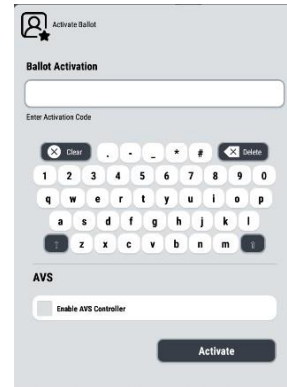 Activate Ballot
Ballot Activation
Enter Activation Code
Clear . - _ * # Delete
1 2 3 4 5 6 7 8 9 0
q w e r t y u i o p
a s d f g h j k l
z x c v b n m
AVS
Enable AVS Controller
Activate